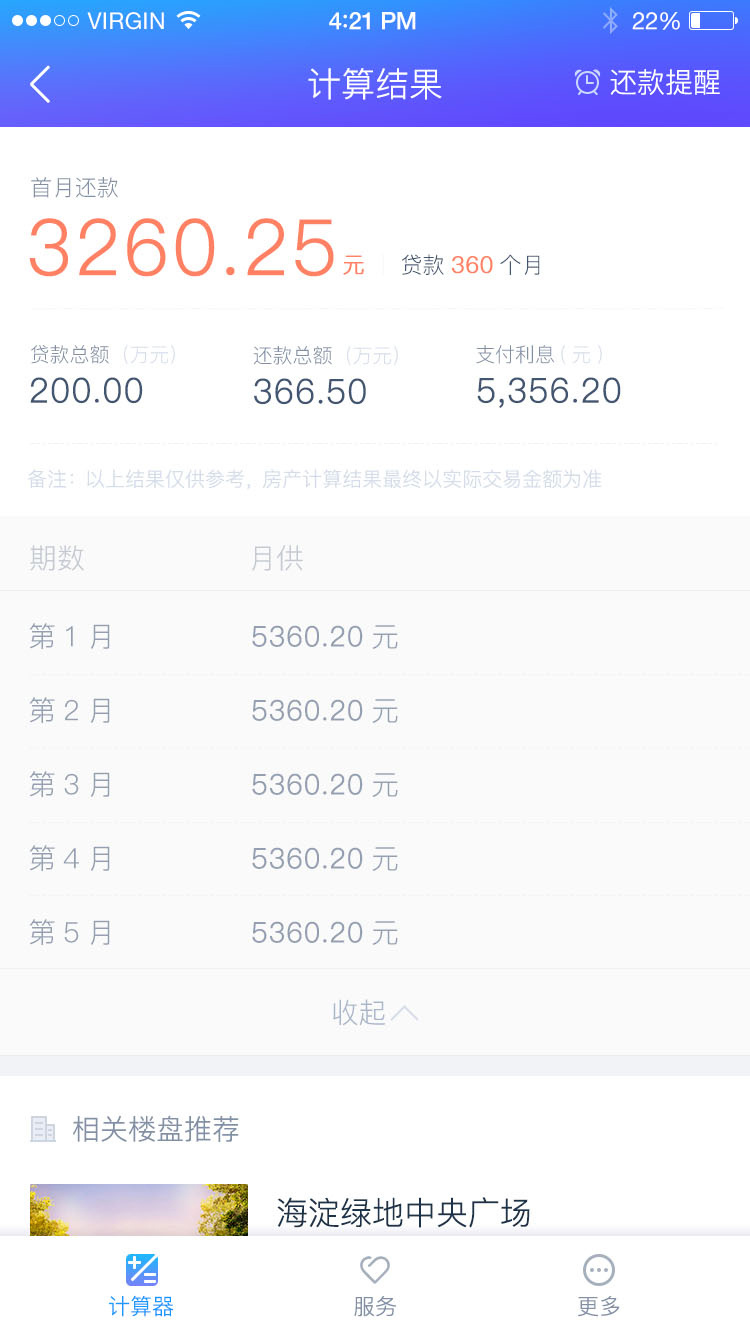 VIRGIN 4:21 PM 22%
计算结果 还款提醒
首月还款
3260.25元 贷款 360 个月
贷款总额（万元） 还款总额（万元） 支付利息（元）
200.00 366.50 5,356.20
备注：以上结果仅供参考，房产计算结果最终以实际交易金额为准
期数 月供
第 1 月 5360.20 元
第 2 月 5360.20 元
第 3 月 5360.20 元
第 4 月 5360.20 元
第 5 月 5360.20 元
收起
相关楼盘推荐
海淀绿地中央广场
计算器 服务 更多